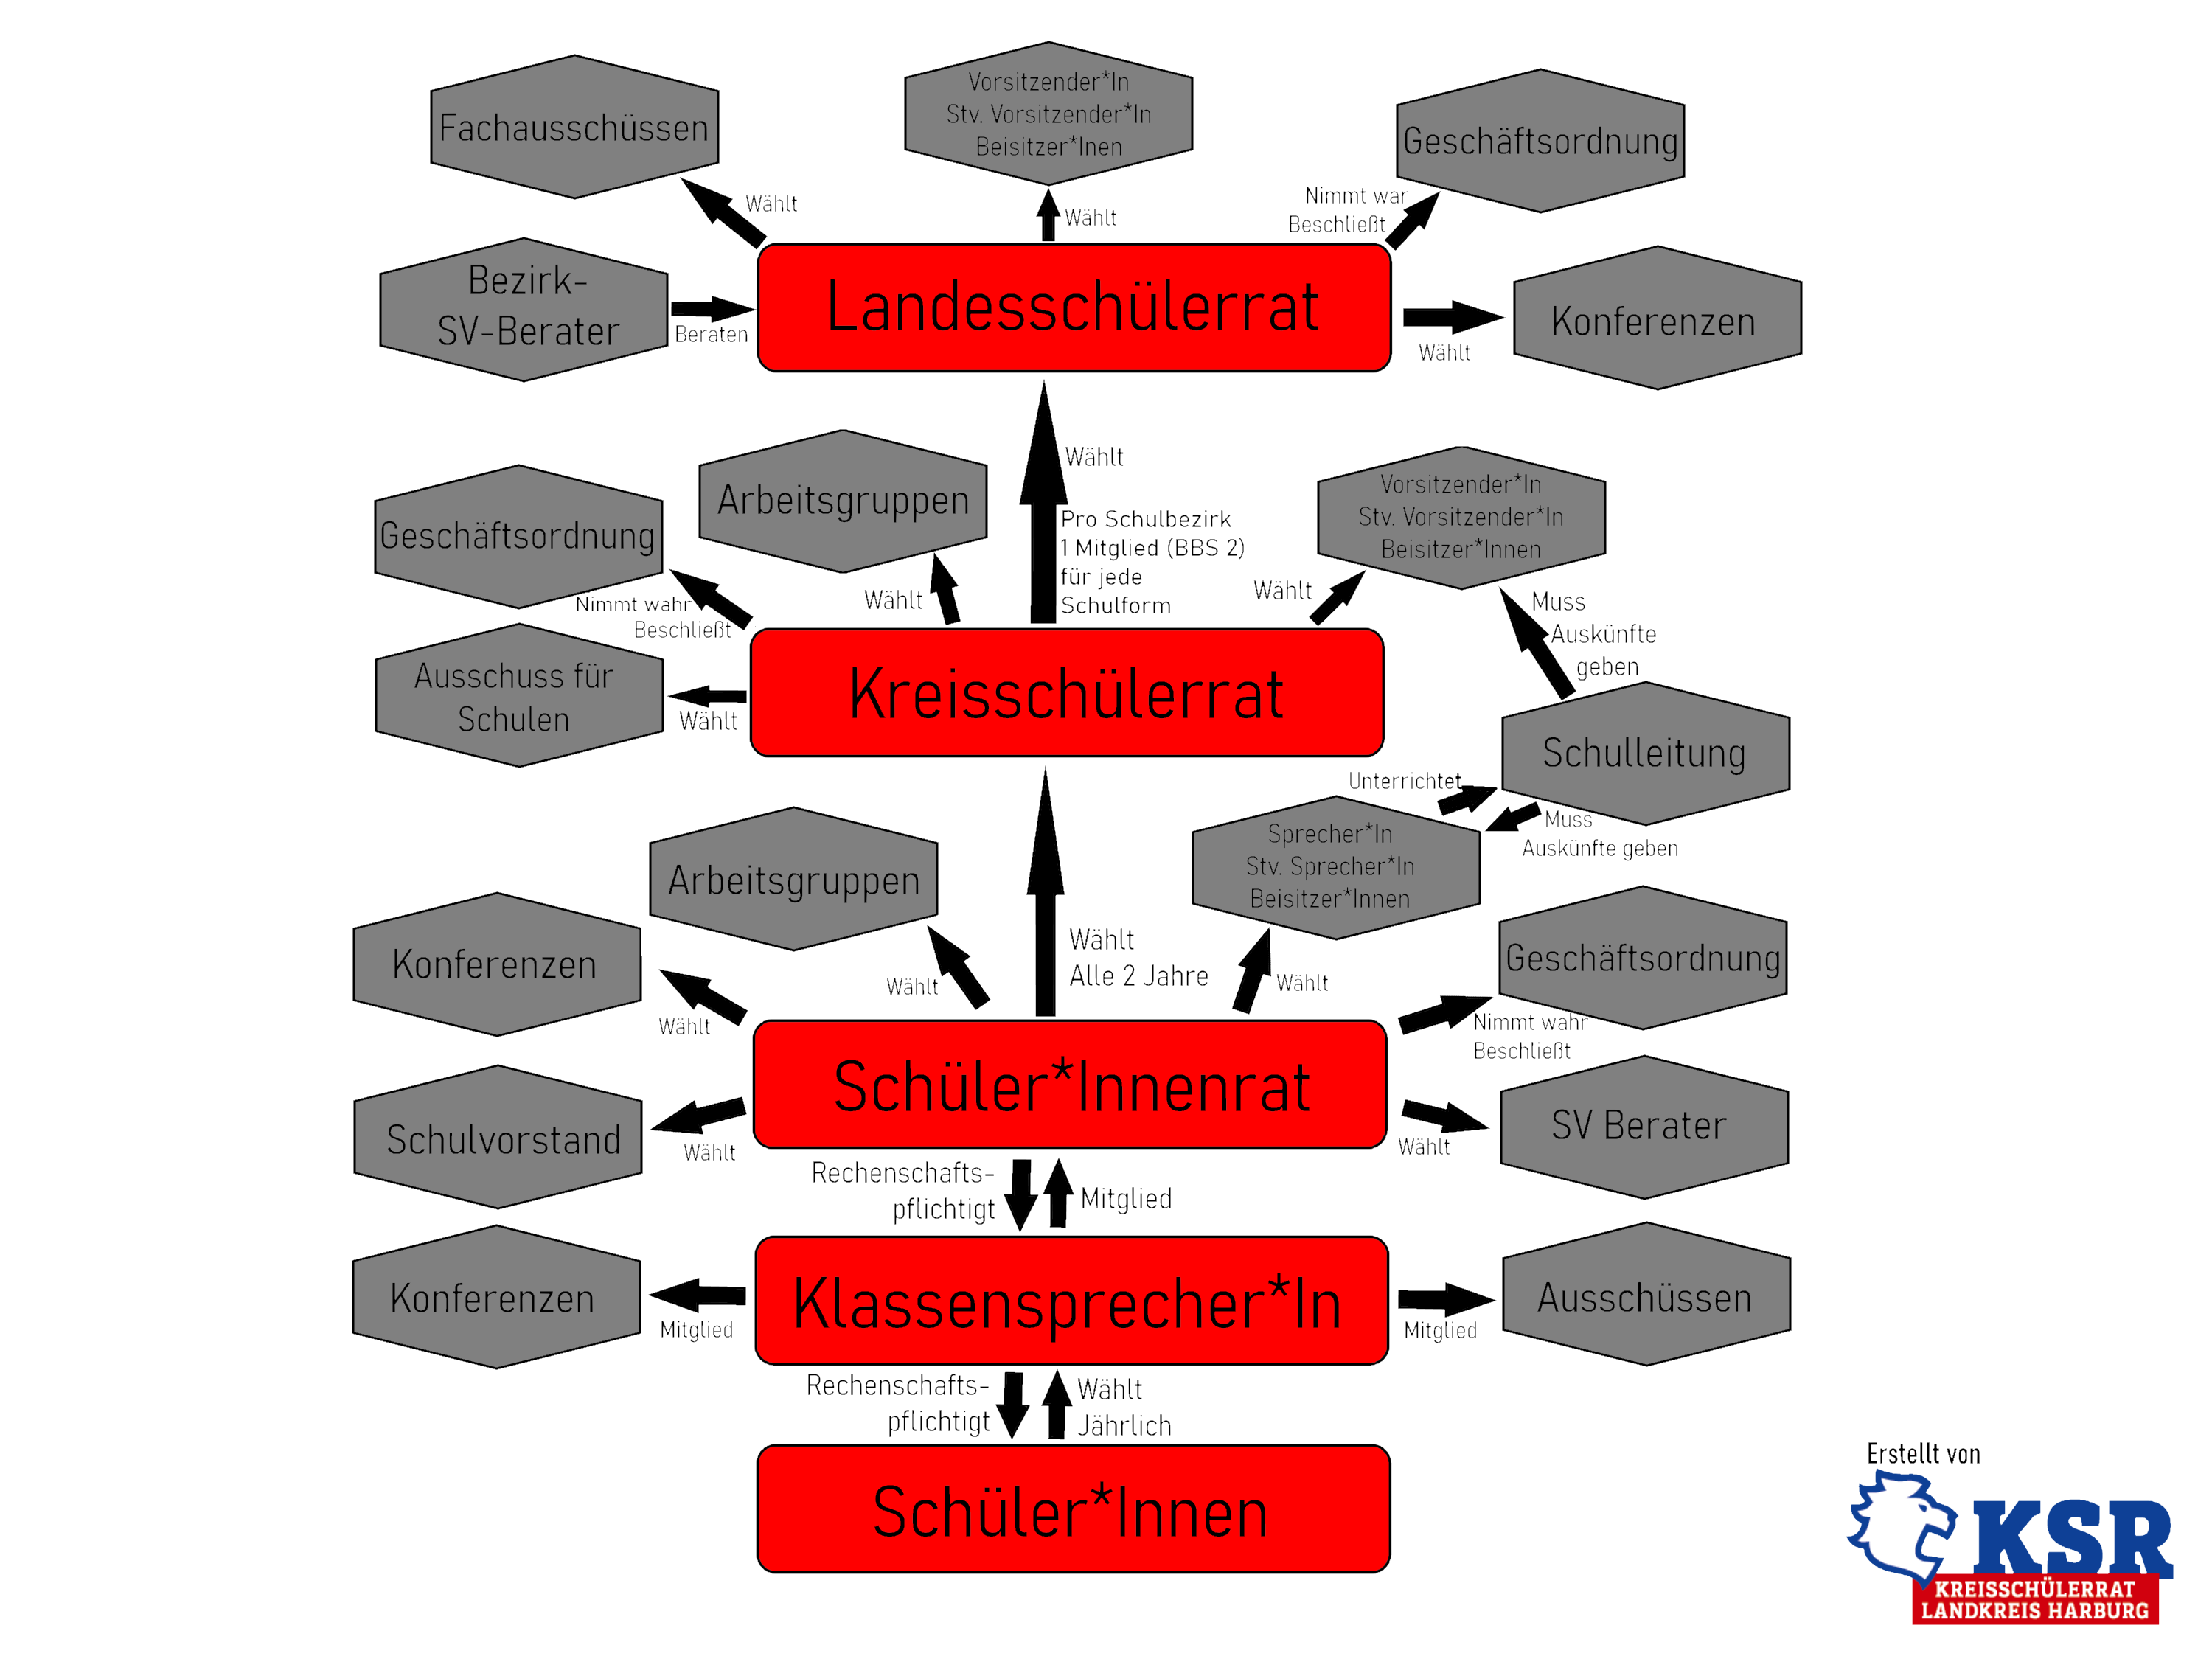 Fachausschüssen
Vorsitzender*In
Stv. Vorsitzender*In
Beisitzer*Inen
Geschäftsordnung
Wählt
Wählt
Nimmt war
Beschließt
Bezirk-
SV-Berater
Beraten
Landesschülerrat
Wählt
Konferenzen
Wählt
Pro Schulbezirk
1 Mitglied (BBS 2)
für jede
Schulform
Geschäftsordnung
Nimmt wahr
Beschließt
Arbeitsgruppen
Wählt
Vorsitzender*In
Stv. Vorsitzender*In
Beisitzer*Innen
Wählt
Muss
Auskünfte
geben
Ausschuss für
Schulen
Wählt
Kreisschülerrat
Schulleitung
Unterrichtet
Muss
Auskünfte geben
Arbeitsgruppen
Wählt
Sprecher*In
Stv. Sprecher*In
Beisitzer*Innen
Wählt
Wählt
Alle 2 Jahre
Konferenzen
Wählt
Geschäftsordnung
Nimmt wahr
Beschließt
Schüler*Innenrat
Schulvorstand
Wählt
SV Berater
Wählt
Rechenschafts-
pflichtigt
Mitglied
Konferenzen
Mitglied
Klassensprecher*In
Ausschüssen
Mitglied
Rechenschafts-
pflichtigt
Wählt
Jährlich
Schüler*Innen
Erstellt von
KSR
KREISSCHÜLERRAT
LANDKREIS HARBURG